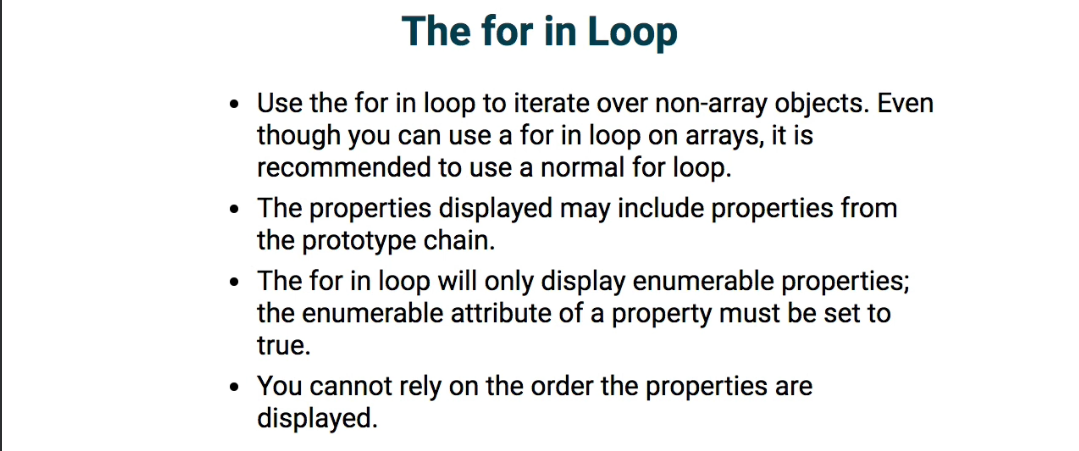 The for in Loop
• Use the for in loop to iterate over non-array objects. Even
though you can use a for in loop on arrays, it is
recommended to use a normal for loop.
• The properties displayed may include properties from
the prototype chain.
• The for in loop will only display enumerable properties;
the enumerable attribute of a property must be set to
true.
• You cannot rely on the order the properties are
displayed.